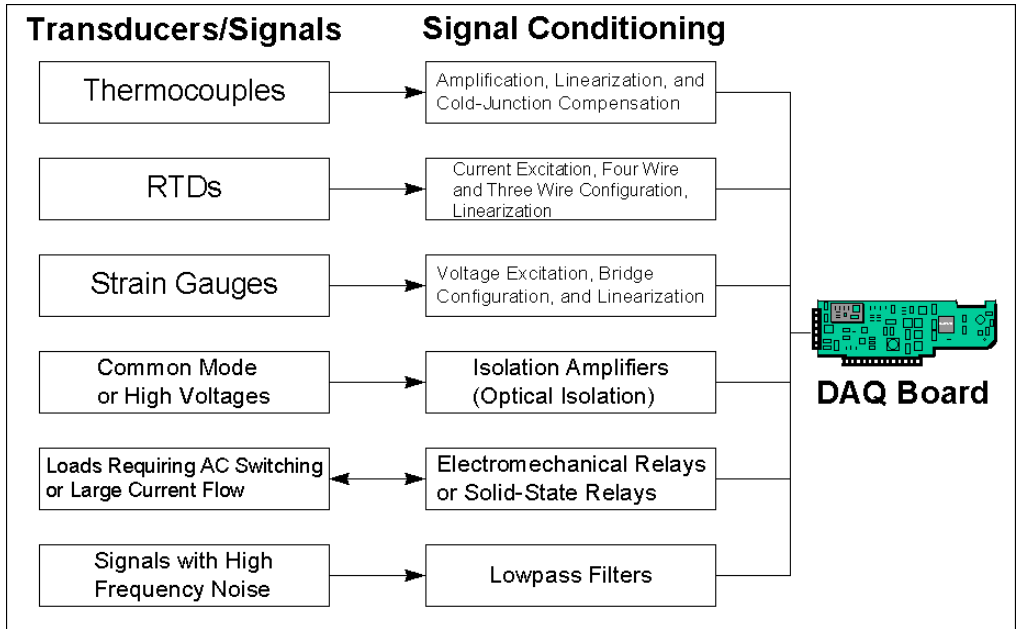 Transducers/Signals
Signal Conditioning
Thermocouples
Amplification, Linearization, and
Cold-Junction Compensation
RTDs
Current Excitation, Four Wire
and Three Wire Configuration,
Linearization
Strain Gauges
Voltage Excitation, Bridge
Configuration, and Linearization
Common Mode
or High Voltages
Isolation Amplifiers
(Optical Isolation)
DAQ Board
Loads Requiring AC Switching
or Large Current Flow
Electromechanical Relays
or Solid-State Relays
Signals with High
Frequency Noise
Lowpass Filters